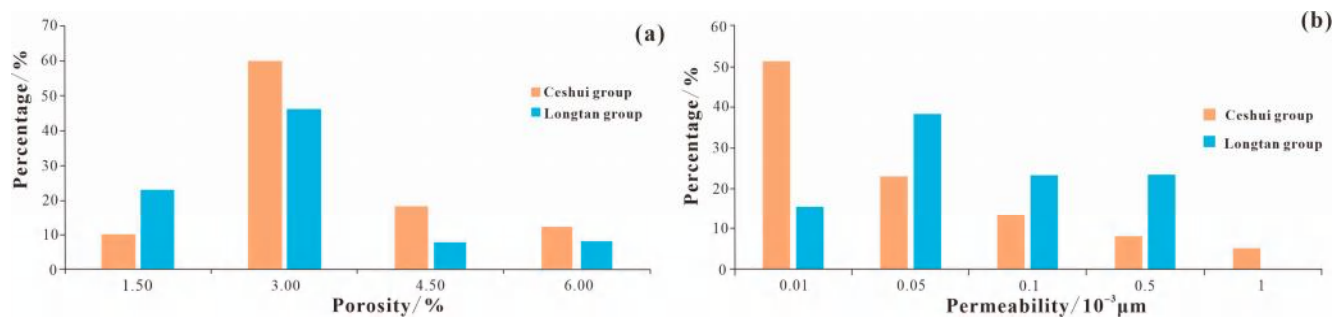 (a)
70
60
50
40
30
20
10
0
Percentage/%
Ceshui group
Longtan group
1.50 3.00 4.50 6.00
Porosity/%
(b)
60
50
40
30
20
10
0
Percentage/%
Ceshui group
Longtan group
0.01 0.05 0.1 0.5 1
Permeability/10⁻³μm